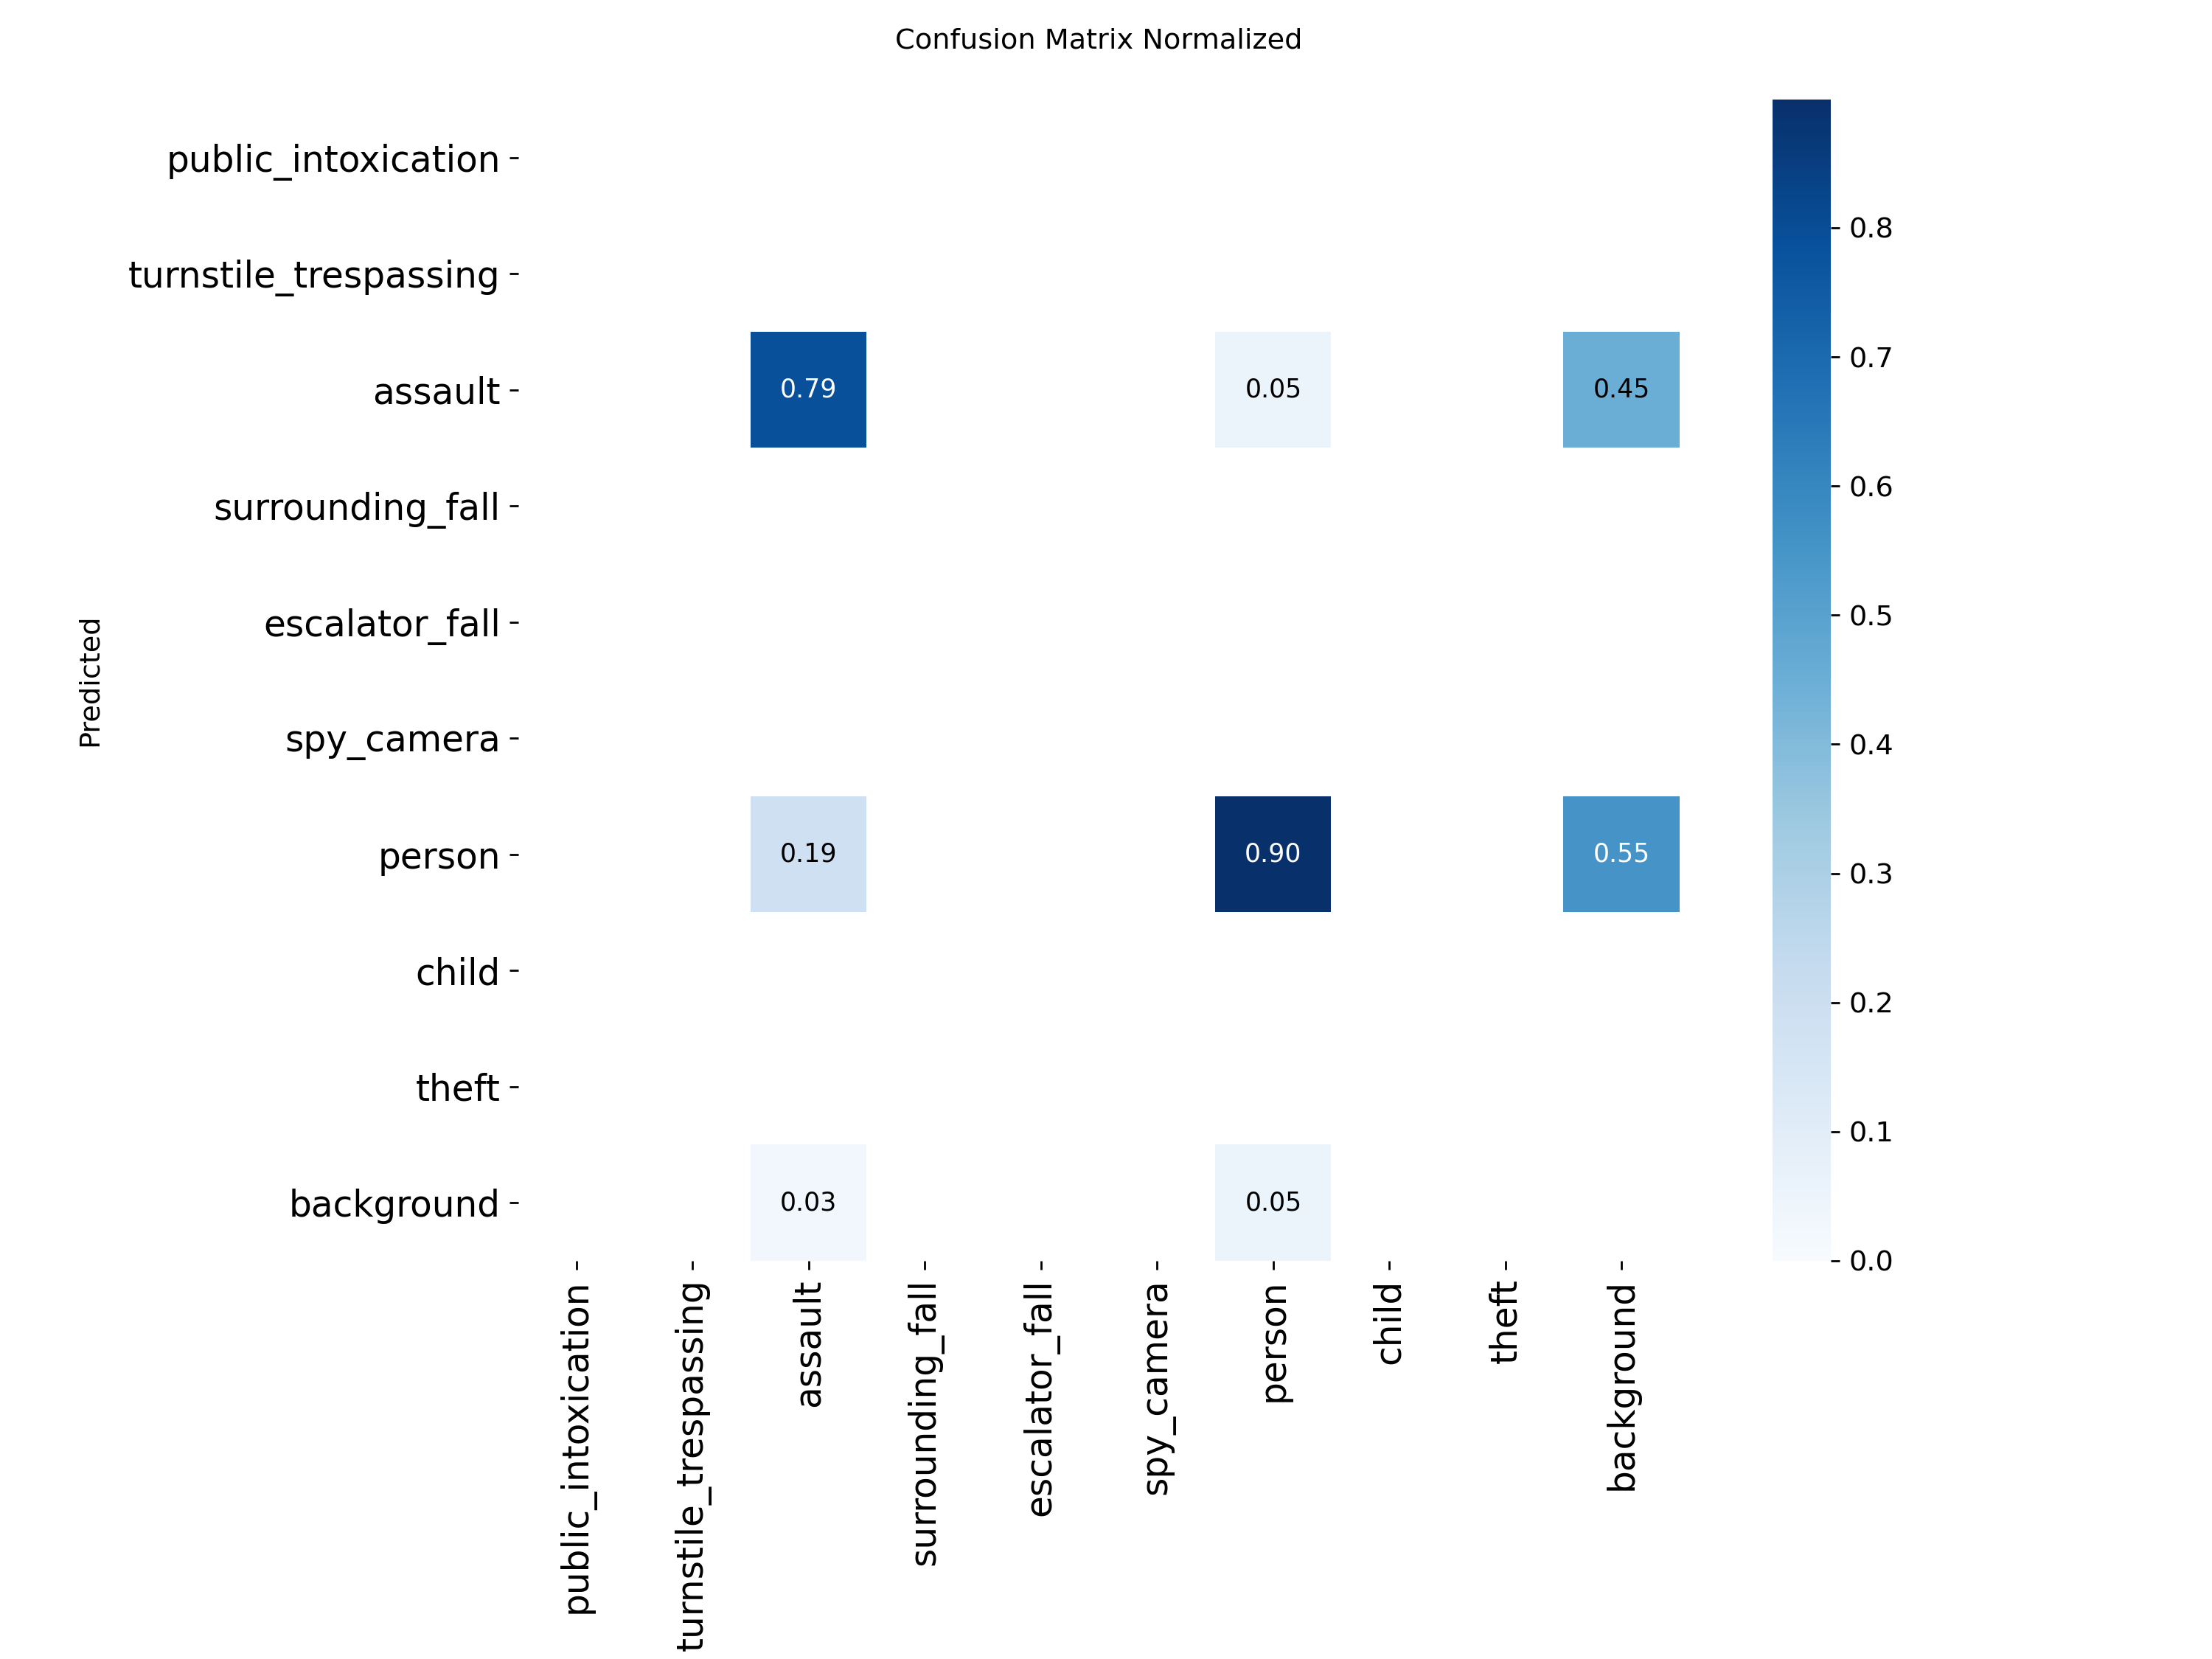 Confusion Matrix Normalized
public_intoxication
turnstile_trespassing
assault
surrounding_fall
escalator_fall
spy_camera
person
child
theft
background
Predicted
0.79
0.05
0.45
0.19
0.90
0.55
0.03
0.05
public_intoxication
turnstile_trespassing
assault
surrounding_fall
escalator_fall
spy_camera
person
child
theft
background
0.8
0.7
0.6
0.5
0.4
0.3
0.2
0.1
0.0